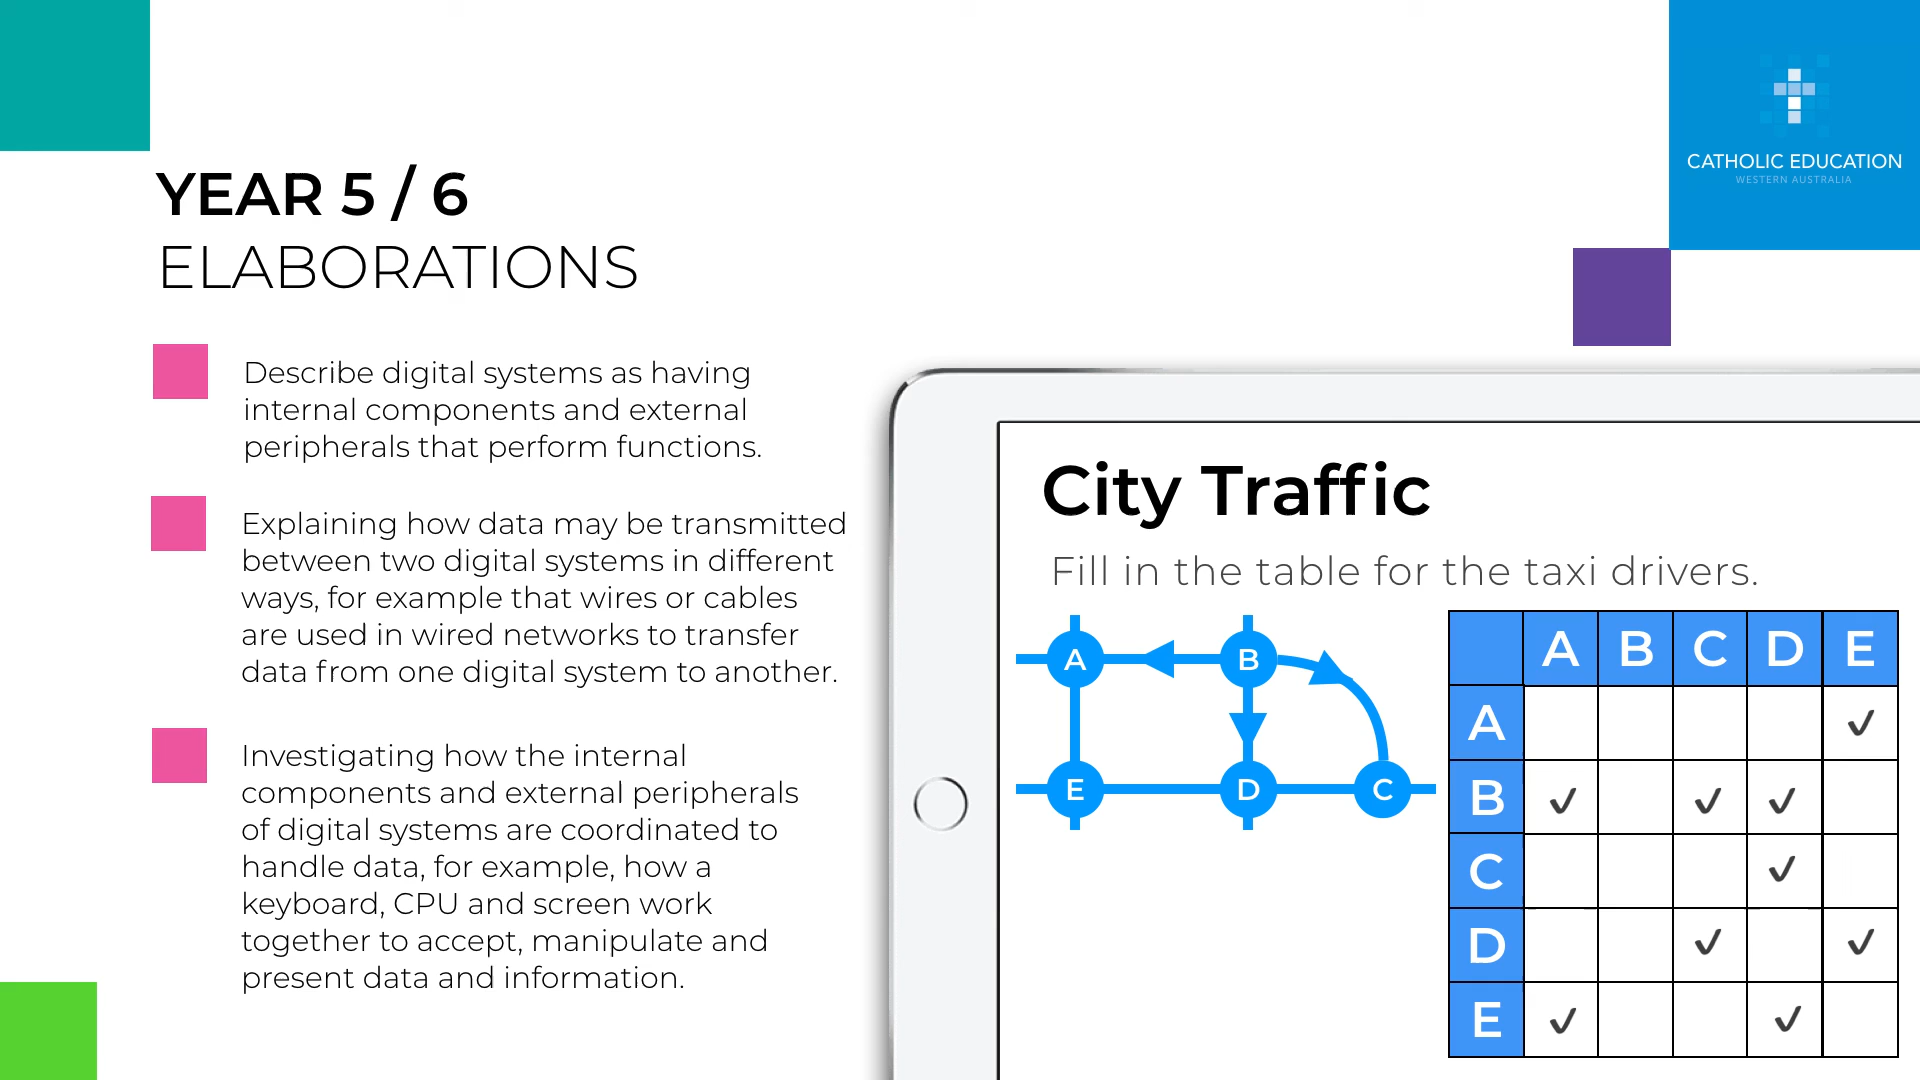 CATHOLIC EDUCATION
WESTERN AUSTRALIA
YEAR 5 / 6
ELABORATIONS
Describe digital systems as having
internal components and external
peripherals that perform functions.
Explaining how data may be transmitted
between two digital systems in different
ways, for example that wires or cables
are used in wired networks to transfer
data from one digital system to another.
Investigating how the internal
components and external peripherals
of digital systems are coordinated to
handle data, for example, how a
keyboard, CPU and screen work
together to accept, manipulate and
present data and information.
City Traffic
Fill in the table for the taxi drivers.
A B
E D C
A B C D E
A ✓
B ✓ ✓ ✓
C ✓
D ✓ ✓
E ✓ ✓